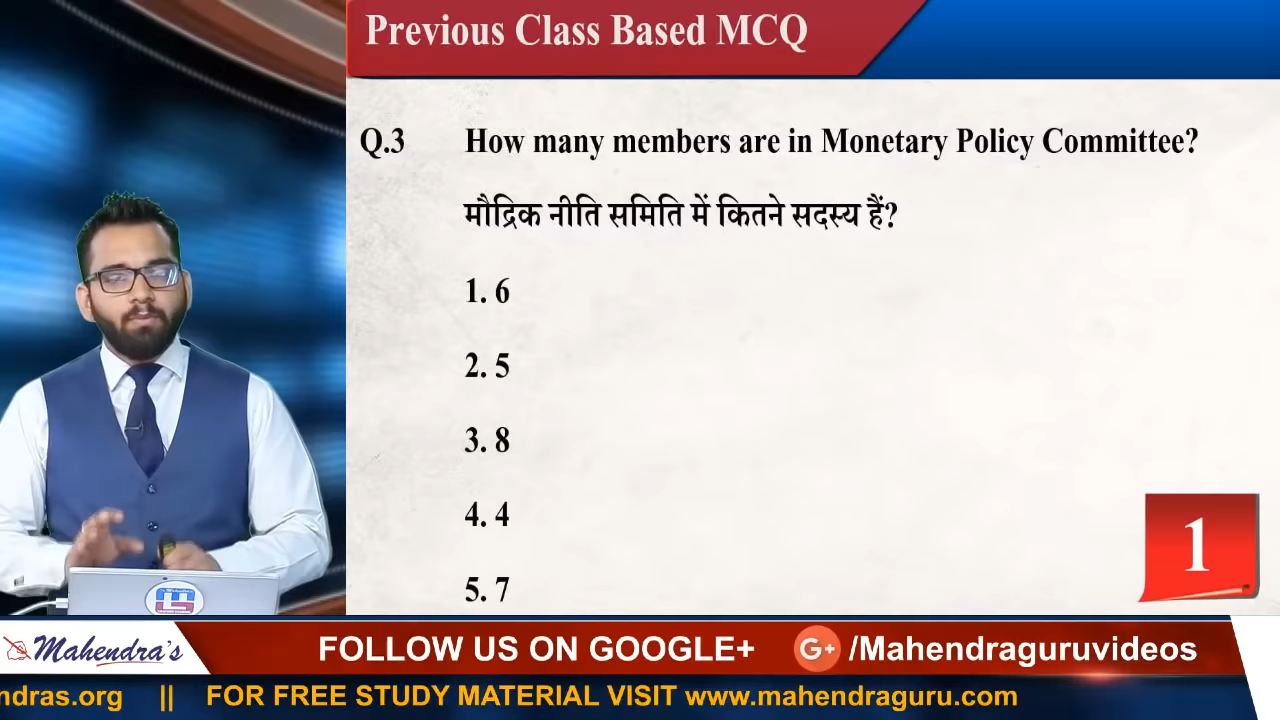 Previous Class Based MCQ
Q.3 How many members are in Monetary Policy Committee?
मौद्रिक नीति समिति में कितने सदस्य हैं?
1. 6
2. 5
3. 8
4. 4
5. 7
1
Mahendra's
FOLLOW US ON GOOGLE+
G+ /Mahendraguruvideos
ndras.org || FOR FREE STUDY MATERIAL VISIT www.mahendraguru.com